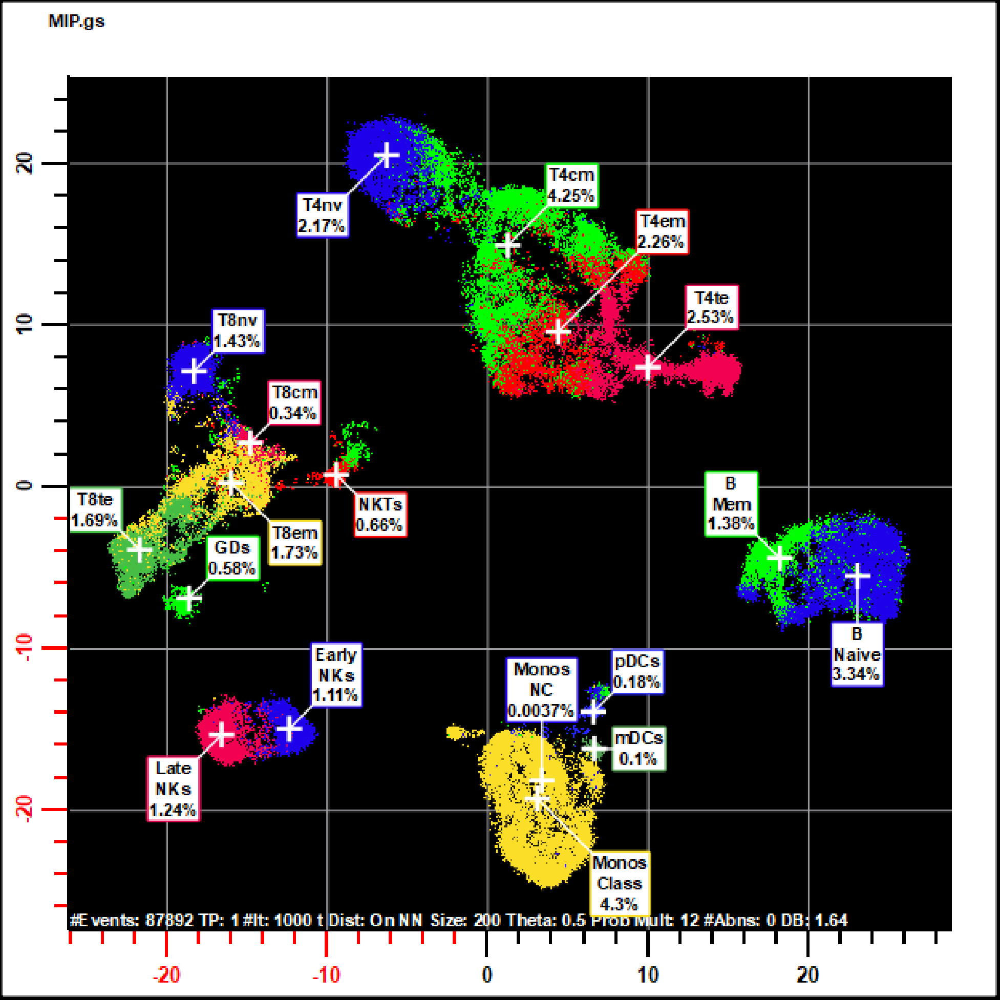 MIP.gs
T4cm
4.25%
T4nv
2.17%
T4em
2.26%
T4te
2.53%
T8nv
1.43%
T8cm
0.34%
NKTs
0.66%
T8te
1.69%
T8em
1.73%
GDs
0.58%
B
Mem
1.38%
B
Naive
3.34%
Early
NKs
1.11%
Late
NKs
1.24%
Monos
NC
0.0037%
pDCs
0.18%
mDCs
0.1%
Monos
Class
4.3%
#Events: 87892 TP: 1 #It: 1000 t Dist: On NN Size: 200 Theta: 0.5 Prob Mult: 12 #Abns: 0 DB: 1.64
20
10
0
-10
-20
-20
-10
0
10
20